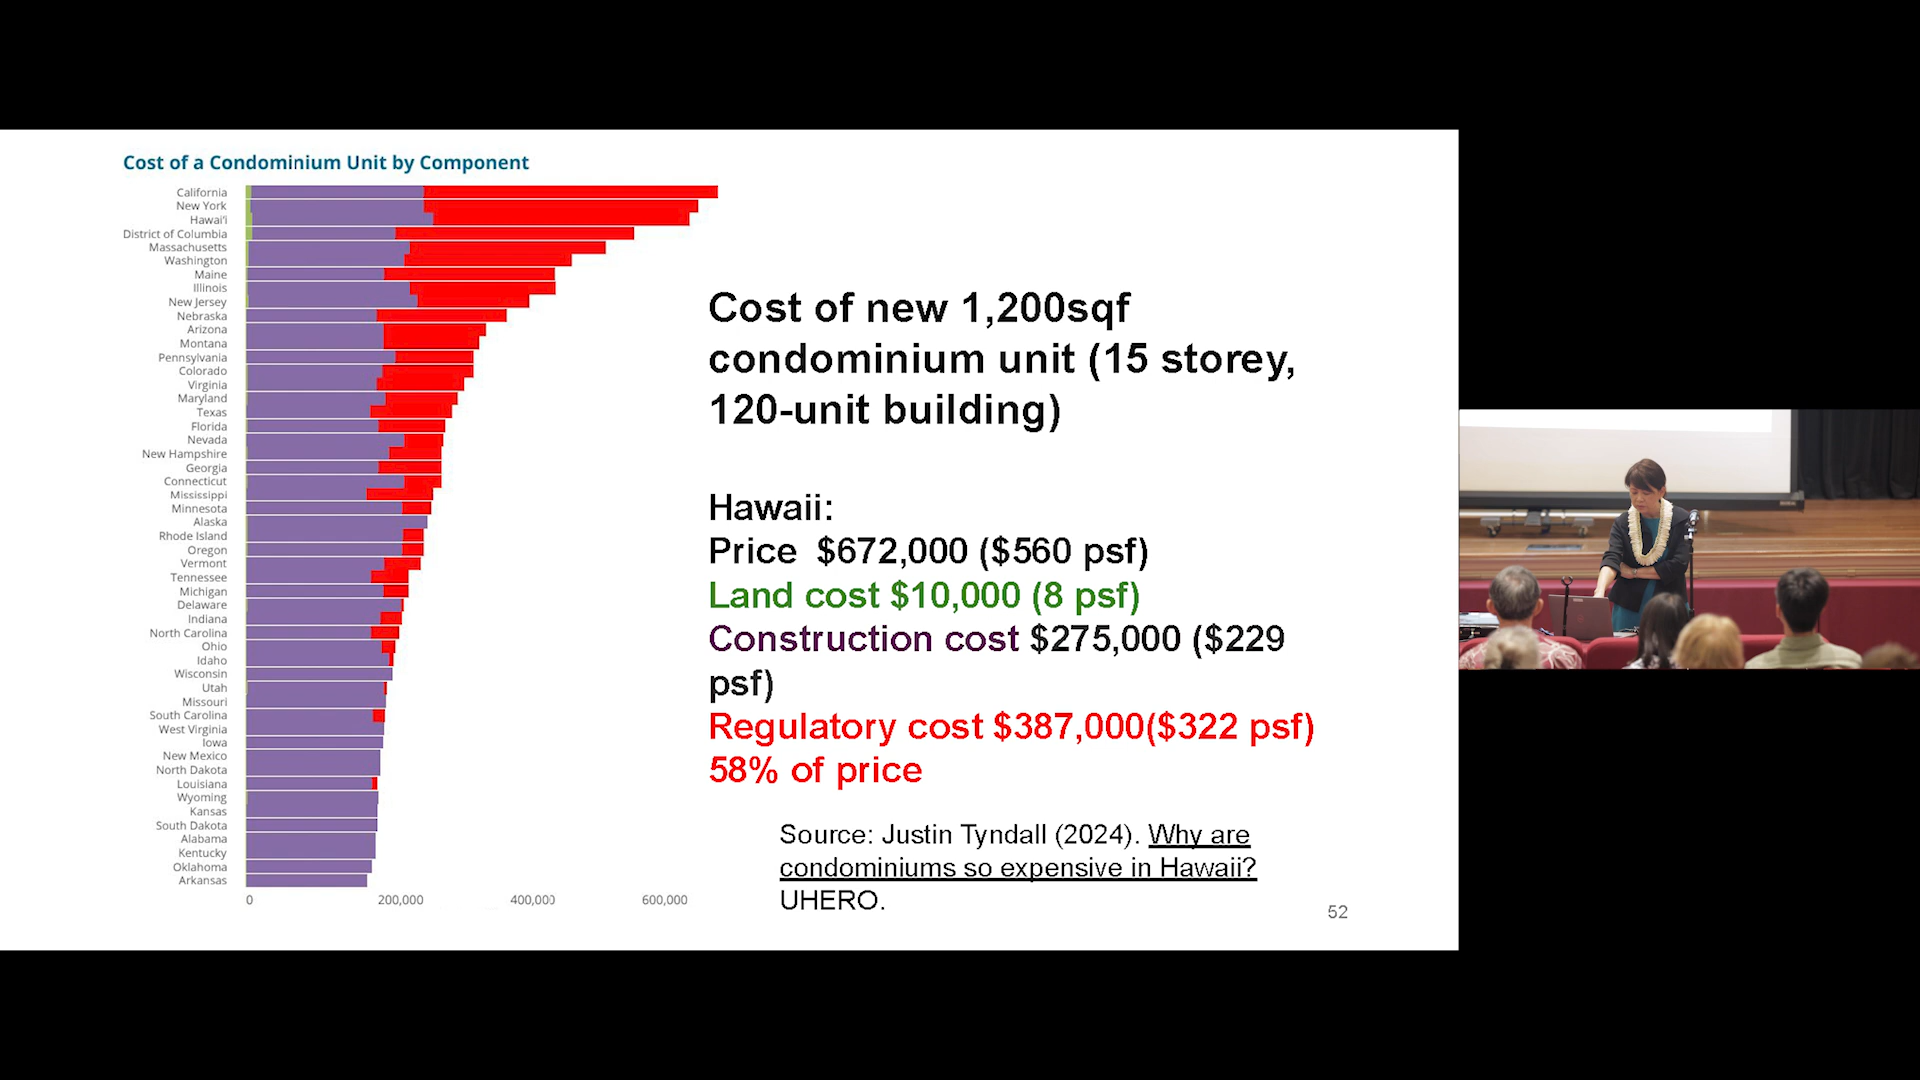 Cost of a Condominium Unit by Component
California
New York
Hawai'i
District of Columbia
Massachusetts
Washington
Maine
Illinois
New Jersey
Nebraska
Arizona
Montana
Pennsylvania
Colorado
Virginia
Maryland
Texas
Florida
Nevada
New Hampshire
Georgia
Connecticut
Mississippi
Minnesota
Alaska
Rhode Island
Oregon
Vermont
Tennessee
Michigan
Delaware
Indiana
North Carolina
Ohio
Idaho
Wisconsin
Utah
Missouri
South Carolina
West Virginia
Iowa
New Mexico
North Dakota
Louisiana
Wyoming
Kansas
South Dakota
Alabama
Kentucky
Oklahoma
Arkansas
0 200,000 400,000 600,000
Cost of new 1,200sqf
condominium unit (15 storey,
120-unit building)
Hawaii:
Price $672,000 ($560 psf)
Land cost $10,000 (8 psf)
Construction cost $275,000 ($229
psf)
Regulatory cost $387,000($322 psf)
58% of price
Source: Justin Tyndall (2024). Why are
condominiums so expensive in Hawaii?
UHERO.
52